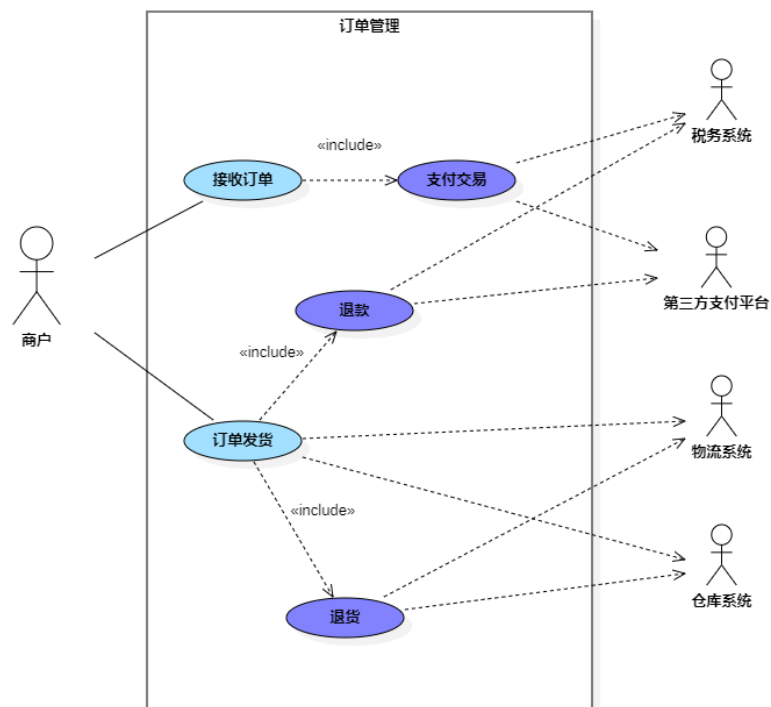 订单管理
税务系统
«include»
接收订单
支付交易
第三方支付平台
退款
商户
«include»
订单发货
物流系统
«include»
仓库系统
退货